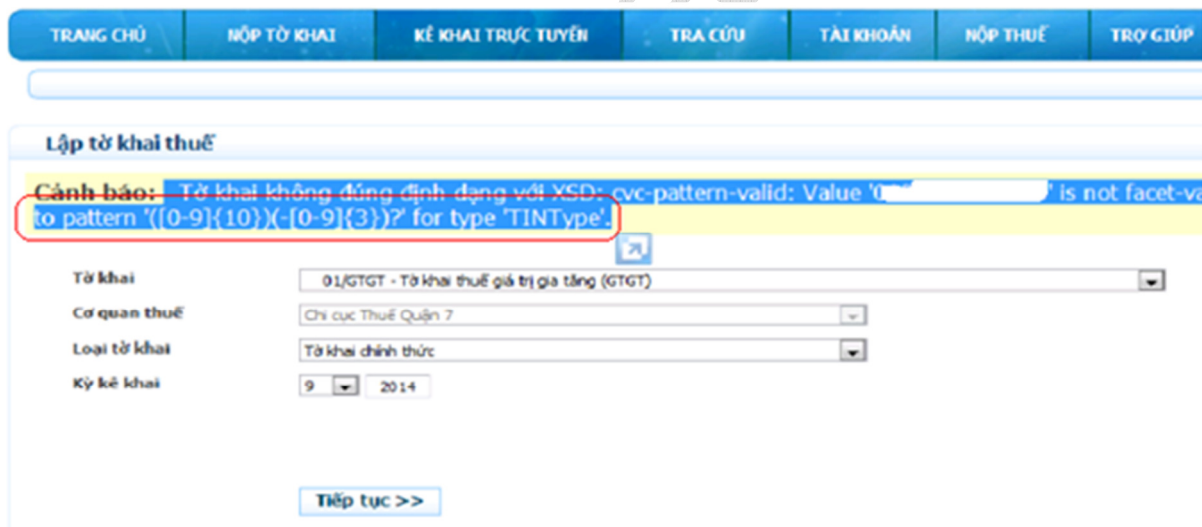 TRANG CHỦ NỘP TỜ KHAI KÊ KHAI TRỰC TUYẾN TRA CỨU TÀI KHOẢN NỘP THUẾ TRỢ GIÚP
Lập tờ khai thuế
Cảnh báo: Tờ khai không đúng định dạng với XSD: cvc-pattern-valid: Value '0 ' is not facet-va
to pattern '([0-9]{10})(-[0-9]{3})?' for type 'TINType'.
Tờ khai 01/GTGT - Tờ khai thuế giá trị gia tăng (GTGT)
Cơ quan thuế Chi cục Thuế Quận 7
Loại tờ khai Tờ khai chính thức
Kỳ kê khai 9 2014
Tiếp tục >>